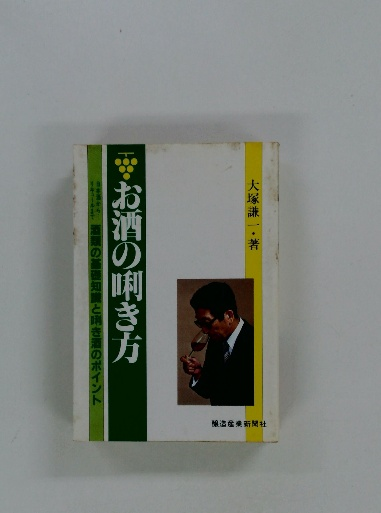 大塚謙一・著
お酒の唎き方
酒類の基礎知識と唎き酒のポイント
醸造産業新聞社